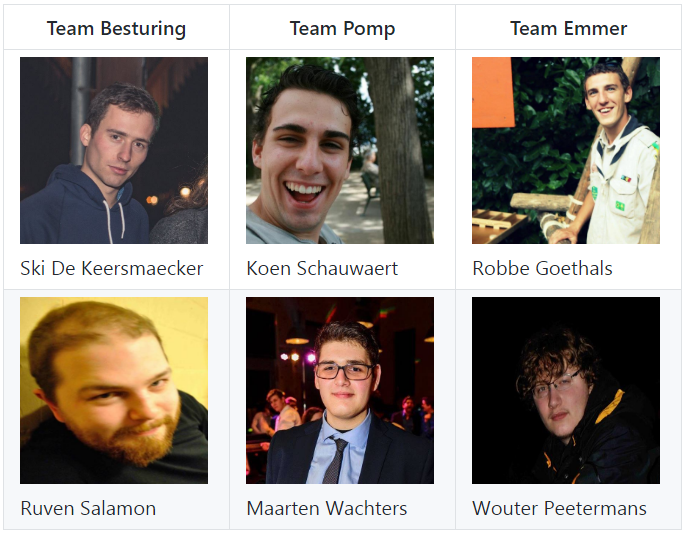 Team Besturing
Team Pomp
Team Emmer
Ski De Keersmaecker
Koen Schauwaert
Robbe Goethals
Ruven Salamon
Maarten Wachters
Wouter Peetermans